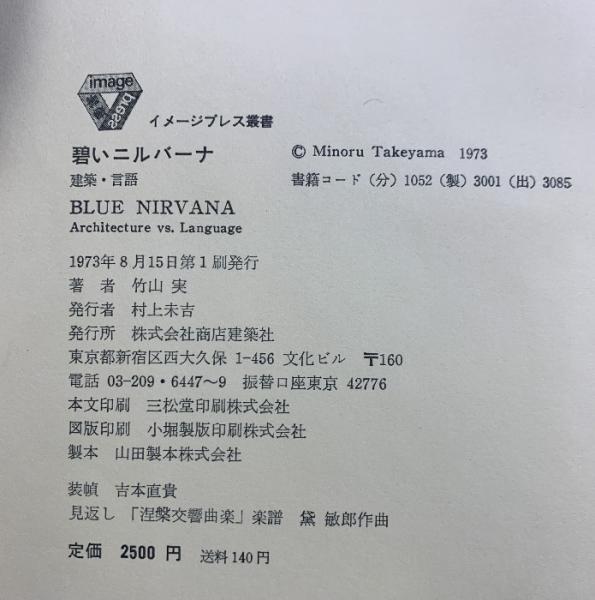 image
press
イメージプレス叢書
碧いニルバーナ
© Minoru Takeyama 1973
建築・言語
書籍コード（分）1052（製）3001（出）3085
BLUE NIRVANA
Architecture vs. Language
1973年8月15日第1刷発行
著 者 竹山 実
発行者 村上未吉
発行所 株式会社商店建築社
東京都新宿区西大久保 1-456 文化ビル 〒160
電話 03-209・6447〜9 振替口座東京 42776
本文印刷 三松堂印刷株式会社
図版印刷 小堀製版印刷株式会社
製本 山田製本株式会社
装幀 吉本直貴
見返し 「涅槃交響曲楽」楽譜 黛 敏郎作曲
定価 2500 円 送料140円